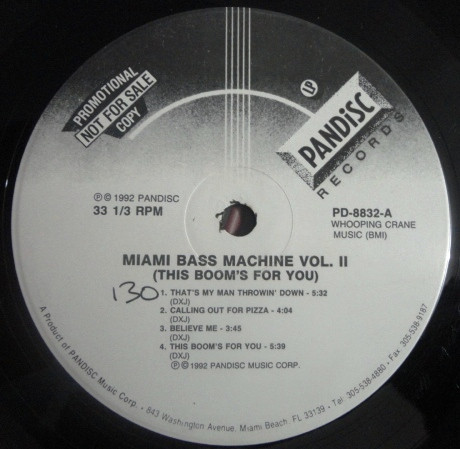 PROMOTIONAL
NOT FOR SALE
COPY
LP
PANDISC
RECORDS
℗ © 1992 PANDISC
33 1/3 RPM
PD-8832-A
WHOOPING CRANE
MUSIC (BMI)
MIAMI BASS MACHINE VOL. II
(THIS BOOM'S FOR YOU)
130
1. THAT'S MY MAN THROWIN' DOWN - 5:32
(DXJ)
2. CALLING OUT FOR PIZZA - 4:04
(DXJ)
3. BELIEVE ME - 3:45
(DXJ)
4. THIS BOOM'S FOR YOU - 5:39
(DXJ)
℗ © 1992 PANDISC MUSIC CORP.
A Product of PANDISC Music Corp. - 843 Washington Avenue, Miami Beach, FL 33139 - Tel. 305-538-4880 - Fax 305-538-9187